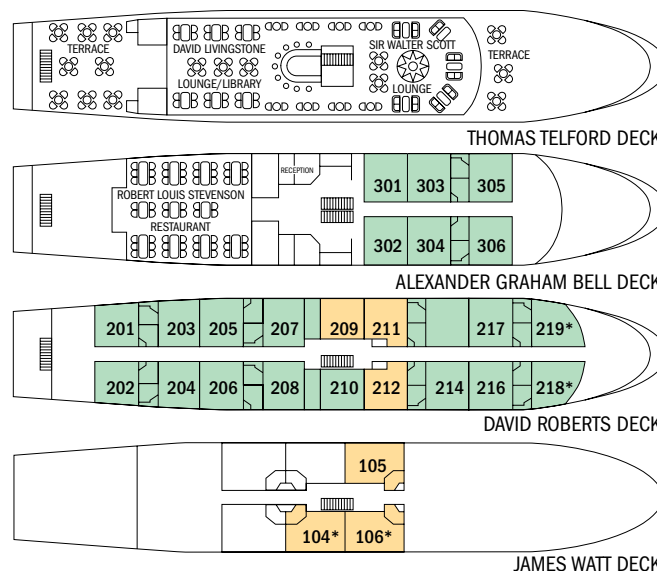 TERRACE
DAVID LIVINGSTONE
SIR WALTER SCOTT
TERRACE
LOUNGE/LIBRARY
LOUNGE
THOMAS TELFORD DECK
RECEPTION
301 303 305
ROBERT LOUIS STEVENSON
RESTAURANT
302 304 306
ALEXANDER GRAHAM BELL DECK
201 203 205 207 209 211 217 219*
202 204 206 208 210 212 214 216 218*
DAVID ROBERTS DECK
105
104* 106*
JAMES WATT DECK